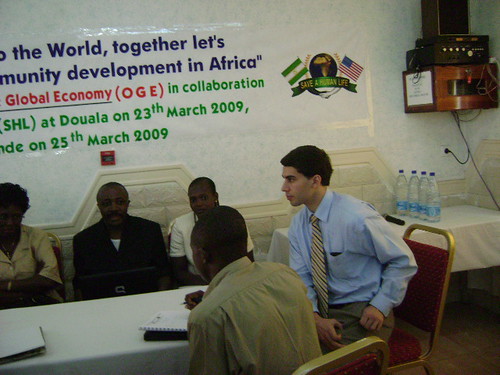 o the World, together let's
munity development in Africa"
Global Economy (OGE) in collaboration
(SHL) at Douala on 23rd March 2009,
nde on 25th March 2009
SAVE A HUMAN LIFE